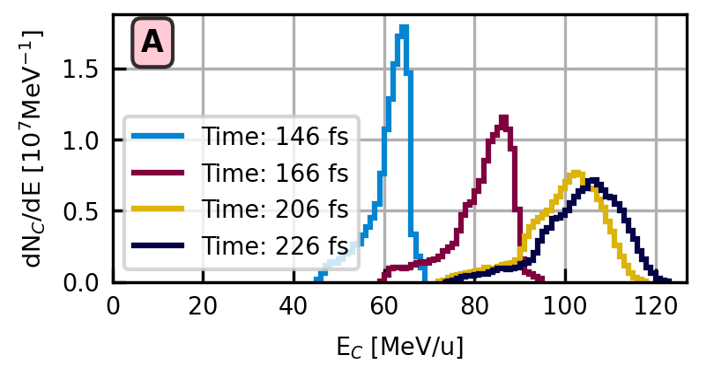 A
dN_C/dE [10^7MeV^−1]
1.5
1.0
0.5
0.0
Time: 146 fs
Time: 166 fs
Time: 206 fs
Time: 226 fs
0 20 40 60 80 100 120
E_C [MeV/u]